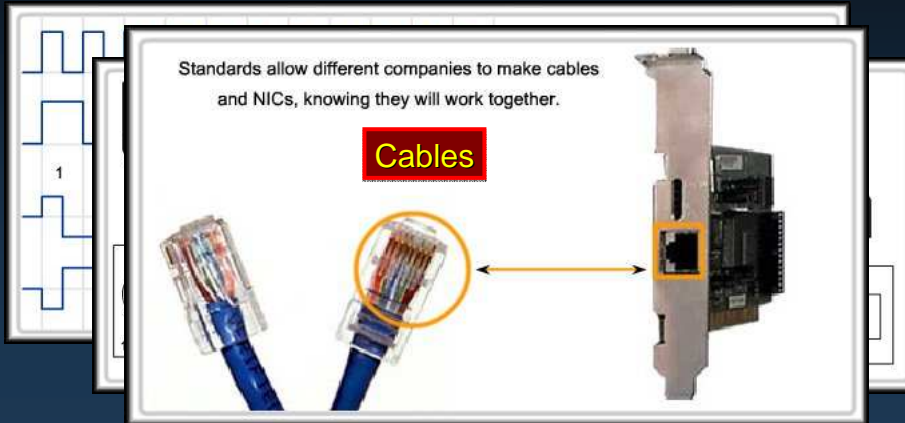 Standards allow different companies to make cables
and NICs, knowing they will work together.
Cables
1